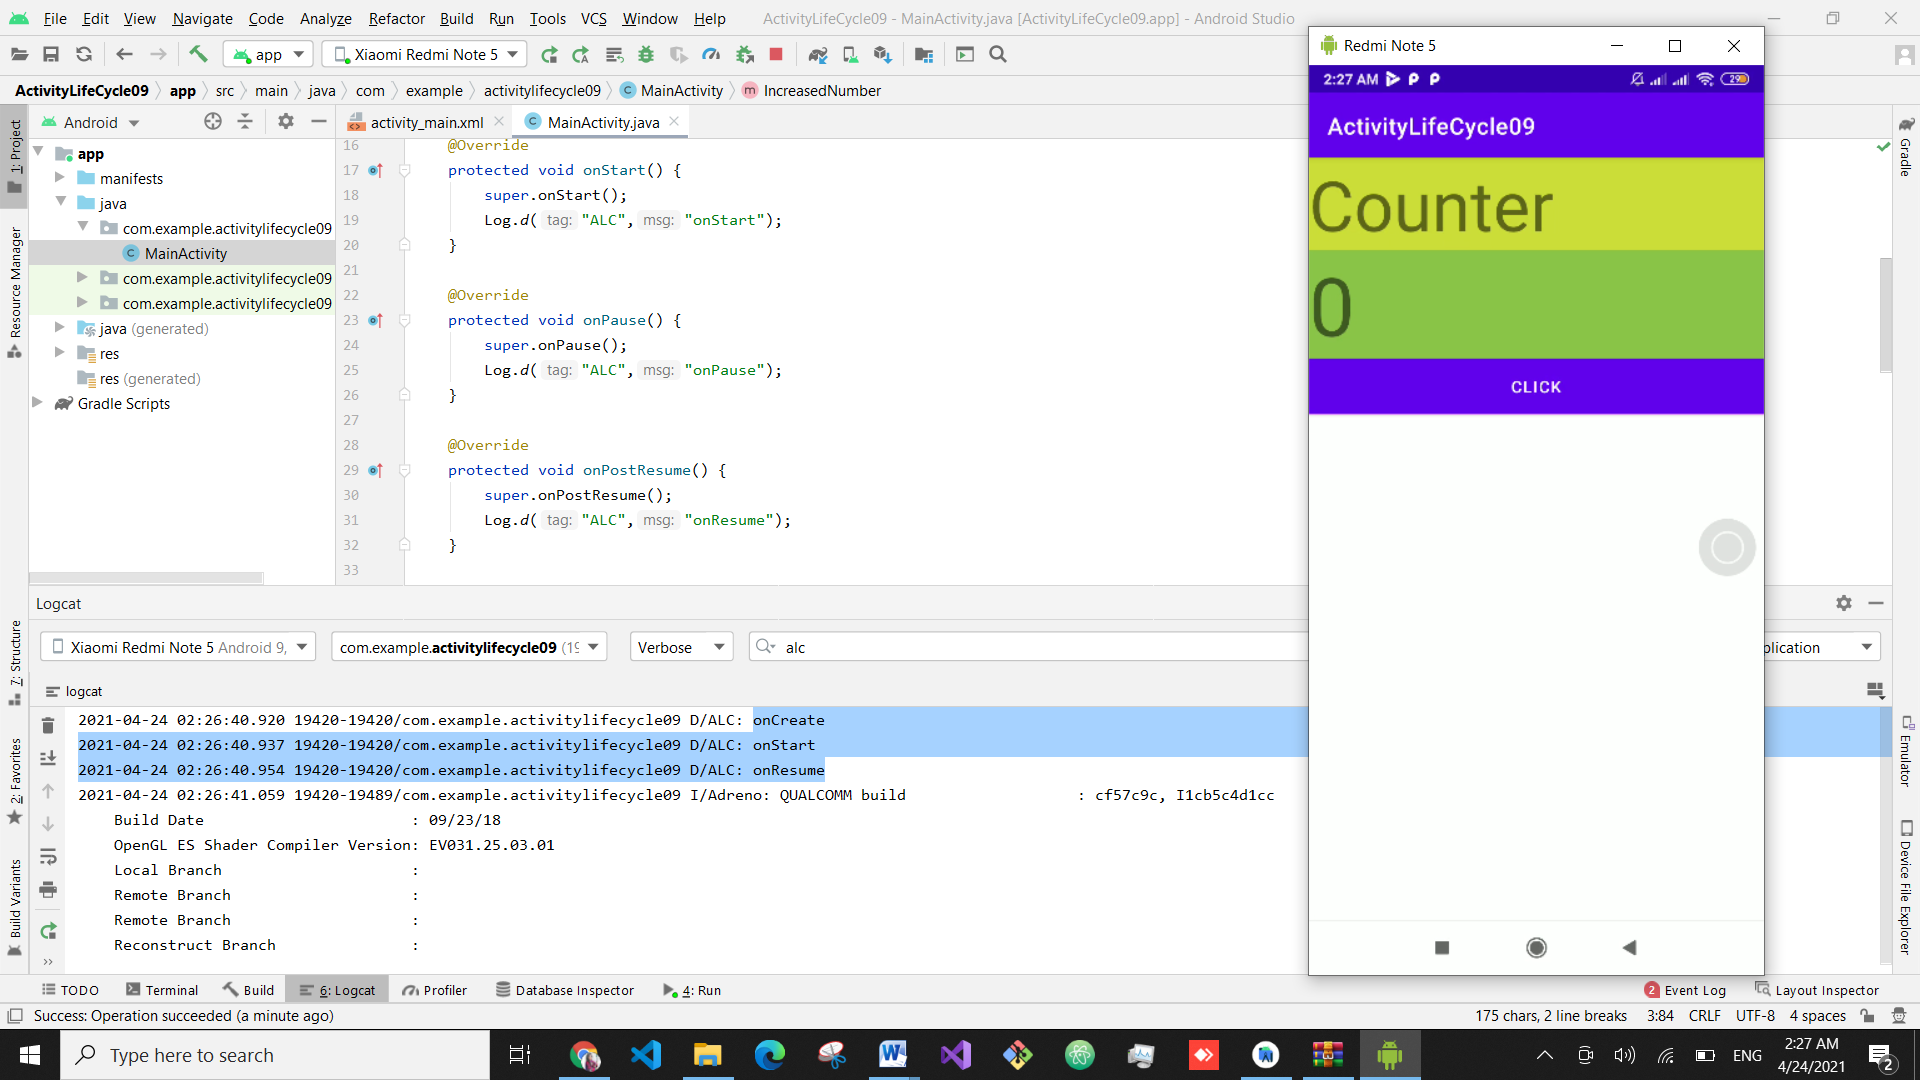 File Edit View Navigate Code Analyze Refactor Build Run Tools VCS Window Help ActivityLifeCycle09 - MainActivity.java [ActivityLifeCycle09.app] - Android Studio
app Xiaomi Redmi Note 5
ActivityLifeCycle09 app src main java com example activitylifecycle09 MainActivity IncreasedNumber
Android
activity_main.xml MainActivity.java
1: Project
Resource Manager
7: Structure
2: Favorites
Build Variants
app
manifests
java
com.example.activitylifecycle09
MainActivity
com.example.activitylifecycle09
com.example.activitylifecycle09
java (generated)
res
res (generated)
Gradle Scripts
16 @Override
17 protected void onStart() {
18 super.onStart();
19 Log.d( tag: "ALC", msg: "onStart");
20 }
21
22 @Override
23 protected void onPause() {
24 super.onPause();
25 Log.d( tag: "ALC", msg: "onPause");
26 }
27
28 @Override
29 protected void onPostResume() {
30 super.onPostResume();
31 Log.d( tag: "ALC", msg: "onResume");
32 }
33
Redmi Note 5
2:27 AM 29
ActivityLifeCycle09
Counter
0
CLICK
Gradle
Emulator
Device File Explorer
Logcat
Xiaomi Redmi Note 5 Android 9, com.example.activitylifecycle09 (19 Verbose alc plication
logcat
2021-04-24 02:26:40.920 19420-19420/com.example.activitylifecycle09 D/ALC: onCreate
2021-04-24 02:26:40.937 19420-19420/com.example.activitylifecycle09 D/ALC: onStart
2021-04-24 02:26:40.954 19420-19420/com.example.activitylifecycle09 D/ALC: onResume
2021-04-24 02:26:41.059 19420-19489/com.example.activitylifecycle09 I/Adreno: QUALCOMM build : cf57c9c, I1cb5c4d1cc
Build Date : 09/23/18
OpenGL ES Shader Compiler Version: EV031.25.03.01
Local Branch :
Remote Branch :
Remote Branch :
Reconstruct Branch :
TODO Terminal Build 6: Logcat Profiler Database Inspector 4: Run 2 Event Log Layout Inspector
Success: Operation succeeded (a minute ago) 175 chars, 2 line breaks 3:84 CRLF UTF-8 4 spaces
Type here to search ENG 2:27 AM
4/24/2021 2